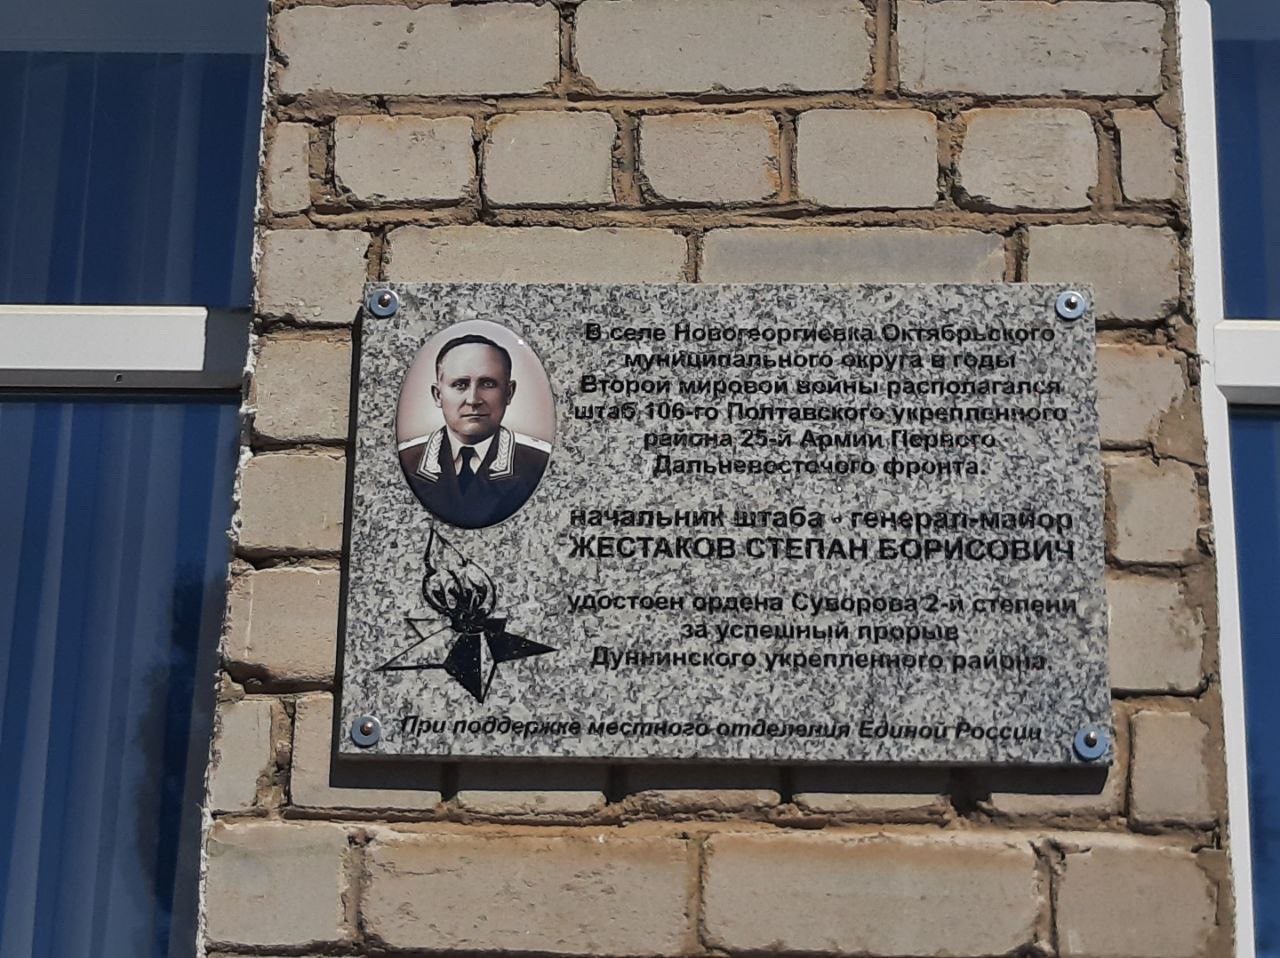 В селе Новогеоргиевка Октябрьского
муниципального округа в годы
Второй мировой войны располагался
штаб 106-го Полтавского укрепленного
района 25-й Армии Первого
Дальневосточого фронта.
начальник штаба - генерал-майор
ЖЕСТАКОВ СТЕПАН БОРИСОВИЧ
удостоен ордена Суворова 2-й степени
за успешный прорыв
Дуннинского укрепленного района.
При поддержке местного отделения Единой России